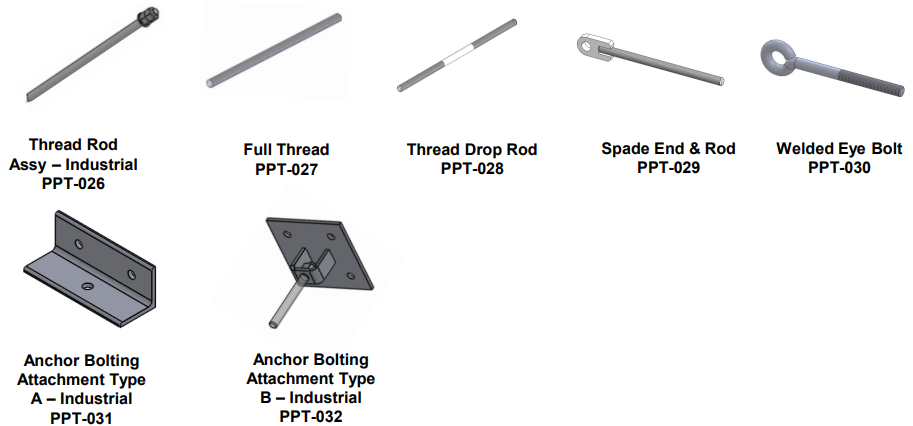 Thread Rod
Assy – Industrial
PPT-026
Full Thread
PPT-027
Thread Drop Rod
PPT-028
Spade End & Rod
PPT-029
Welded Eye Bolt
PPT-030
Anchor Bolting
Attachment Type
A – Industrial
PPT-031
Anchor Bolting
Attachment Type
B – Industrial
PPT-032